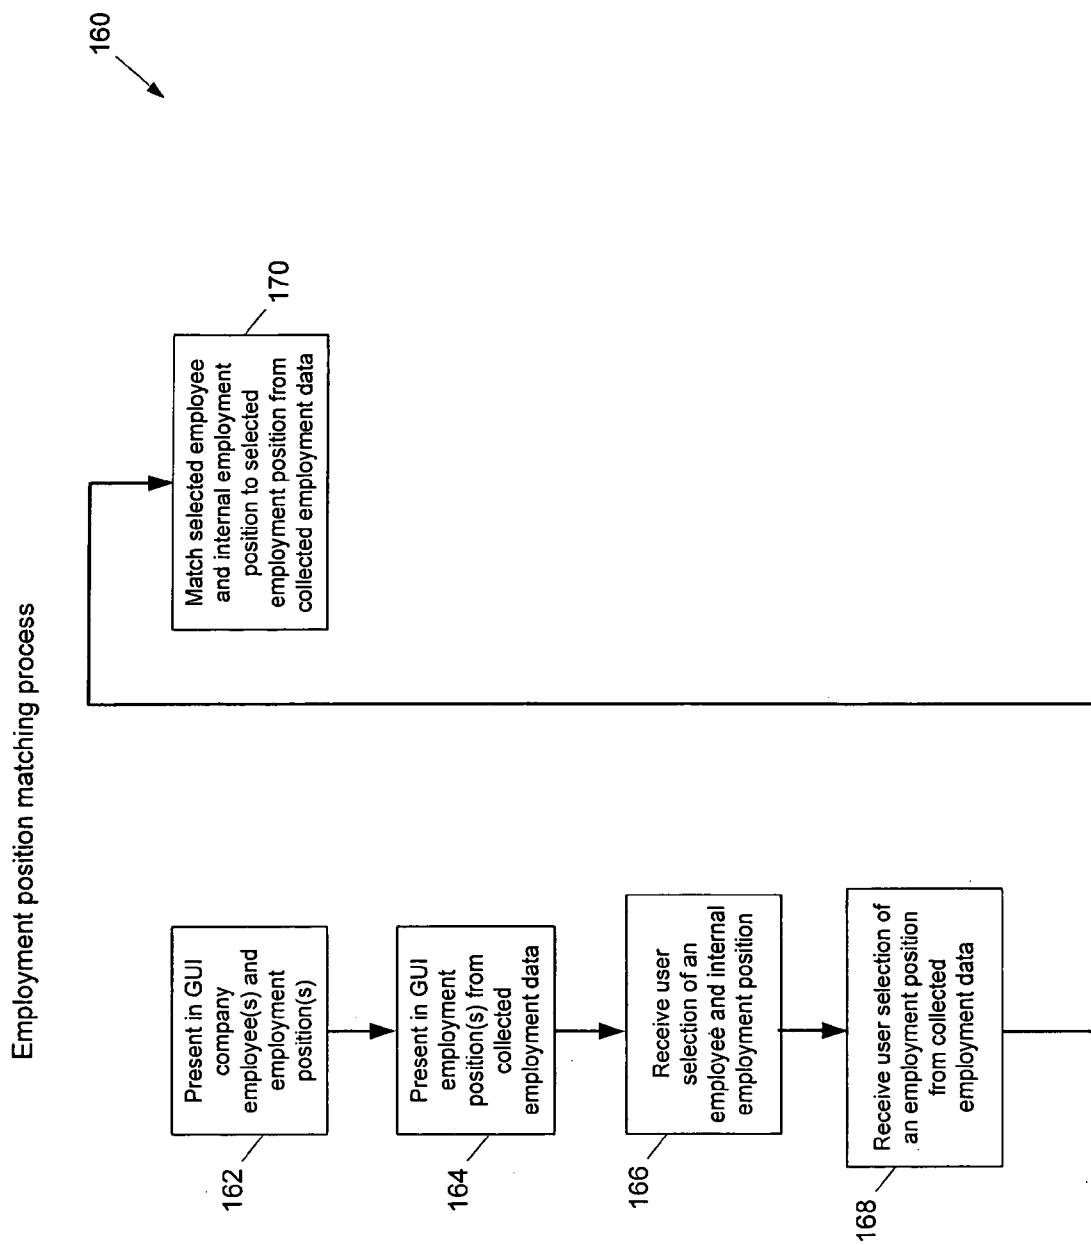 Employment position matching process
160
162
Present in GUI
company
employee(s) and
employment
position(s)
164
Present in GUI
employment
position(s) from
collected
employment data
166
Receive user
selection of an
employee and internal
employment position
168
Receive user selection of
an employment position
from collected
employment data
170
Match selected employee
and internal employment
position to selected
employment position from
collected employment data